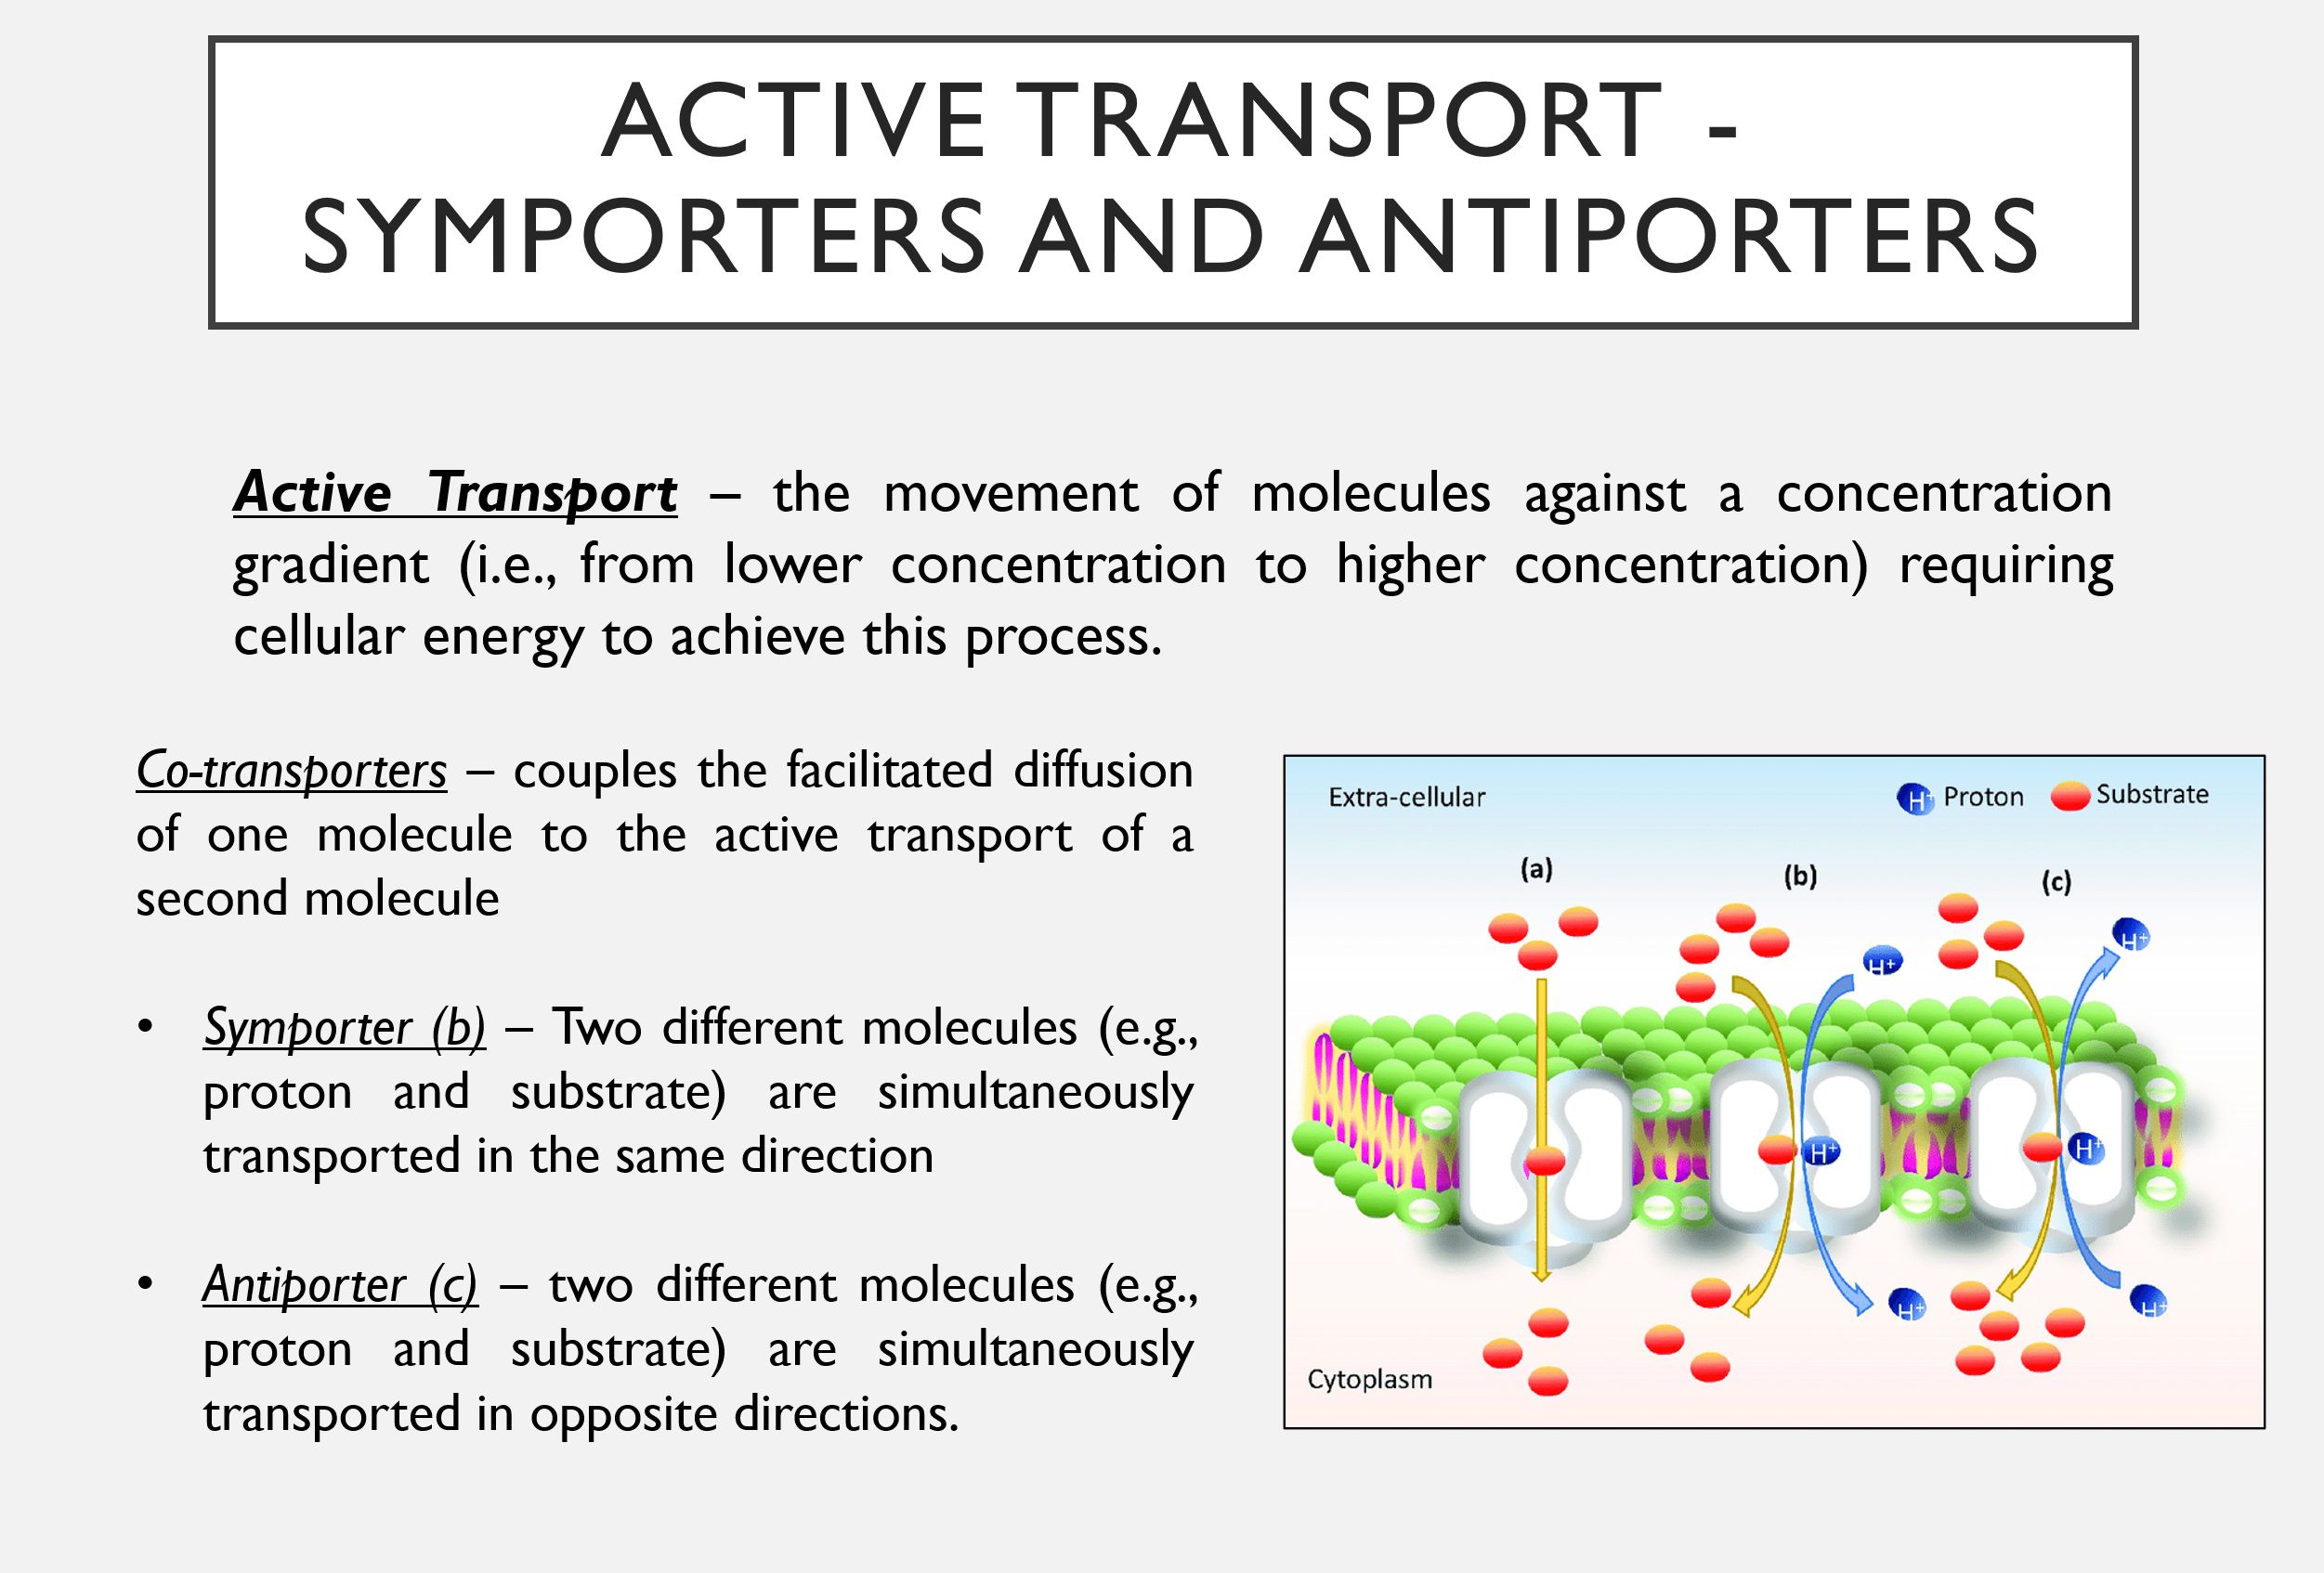 ACTIVE TRANSPORT -
SYMPORTERS AND ANTIPORTERS
Active Transport – the movement of molecules against a concentration
gradient (i.e., from lower concentration to higher concentration) requiring
cellular energy to achieve this process.
Co-transporters – couples the facilitated diffusion
of one molecule to the active transport of a
second molecule
• Symporter (b) – Two different molecules (e.g.,
proton and substrate) are simultaneously
transported in the same direction
• Antiporter (c) – two different molecules (e.g.,
proton and substrate) are simultaneously
transported in opposite directions.
Extra-cellular
H⁺ Proton
Substrate
(a)
(b)
(c)
H⁺
H⁺
H⁺
H⁺
H⁺
H⁺
Cytoplasm